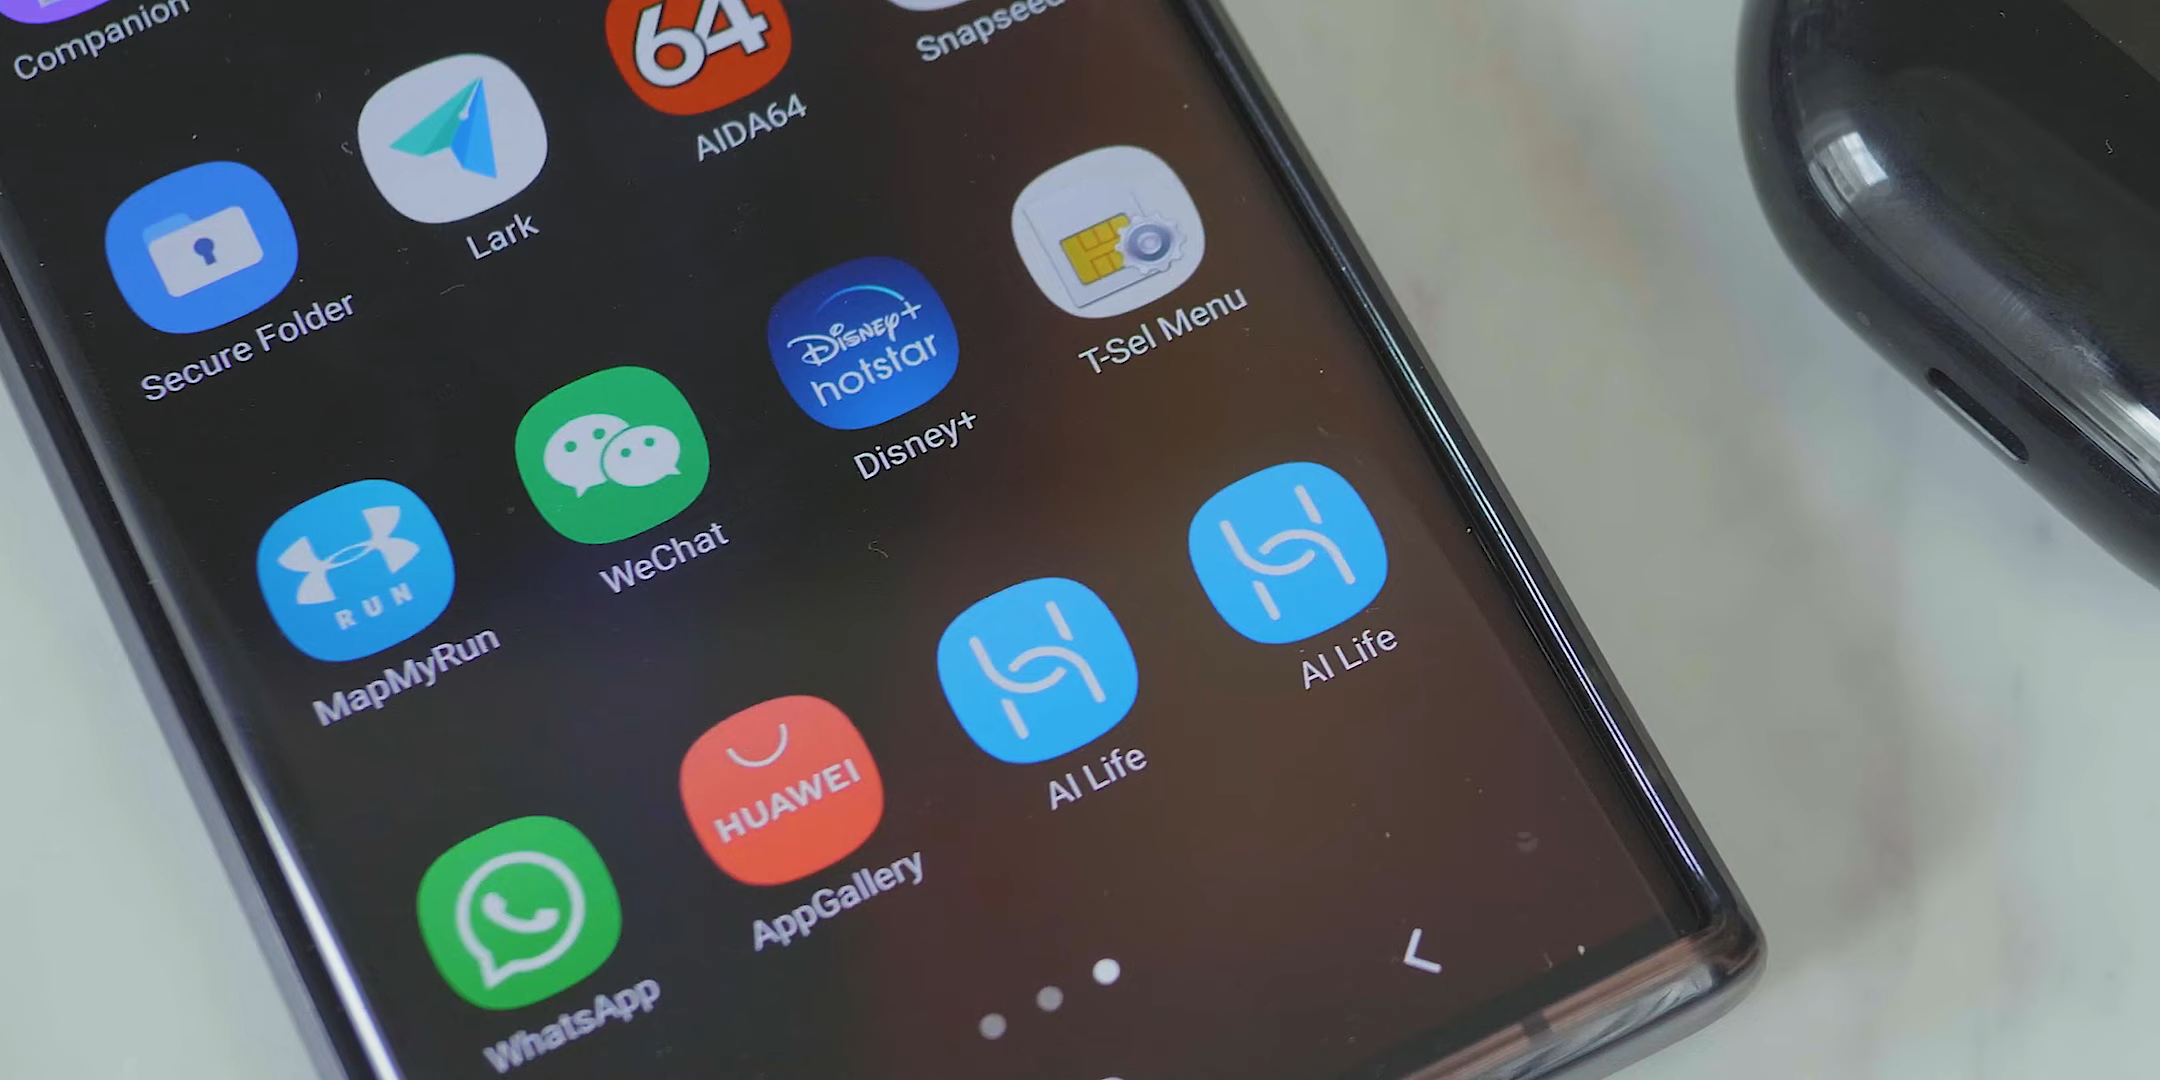 Companion
64
AIDA64
Snapseed
Secure Folder
Lark
Disney+
hotstar
Disney+
T-Sel Menu
RUN
MapMyRun
WeChat
AI Life
AI Life
HUAWEI
AppGallery
WhatsApp